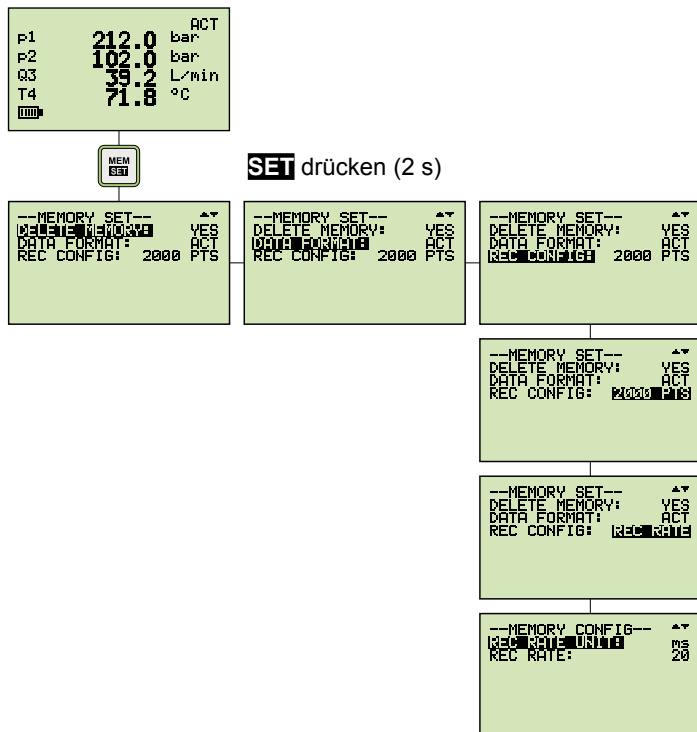 ACT
p1 212.0 bar
p2 102.0 bar
Q3 39.2 L/min
T4 71.8 °C
MEM
SET
SET drücken (2 s)
--MEMORY SET--
DELETE MEMORY: YES
DATA FORMAT: ACT
REC CONFIG: 2000 PTS
--MEMORY SET--
DELETE MEMORY: YES
DATA FORMAT: ACT
REC CONFIG: 2000 PTS
--MEMORY SET--
DELETE MEMORY: YES
DATA FORMAT: ACT
REC CONFIG: 2000 PTS
--MEMORY SET--
DELETE MEMORY: YES
DATA FORMAT: ACT
REC CONFIG: 2000 PTS
--MEMORY SET--
DELETE MEMORY: YES
DATA FORMAT: ACT
REC CONFIG: REC RATE
--MEMORY CONFIG--
REC RATE UNIT: ms
REC RATE: 20